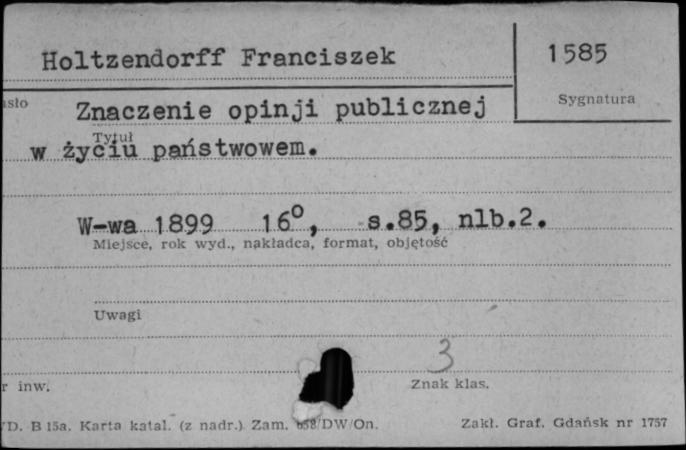 Holtzendorff Franciszek
1585
Sygnatura
asło
Znaczenie opinji publicznej
Tytuł
w życiu państwowem.
W-wa 1899 16°, s.85, nlb.2.
Miejsce, rok wyd., nakładca, format, objętość
Uwagi
3
r inw.
Znak klas.
/D. B 15a. Karta katal. (z nadr.) Zam. 658/DW/On.
Zakł. Graf. Gdańsk nr 1757